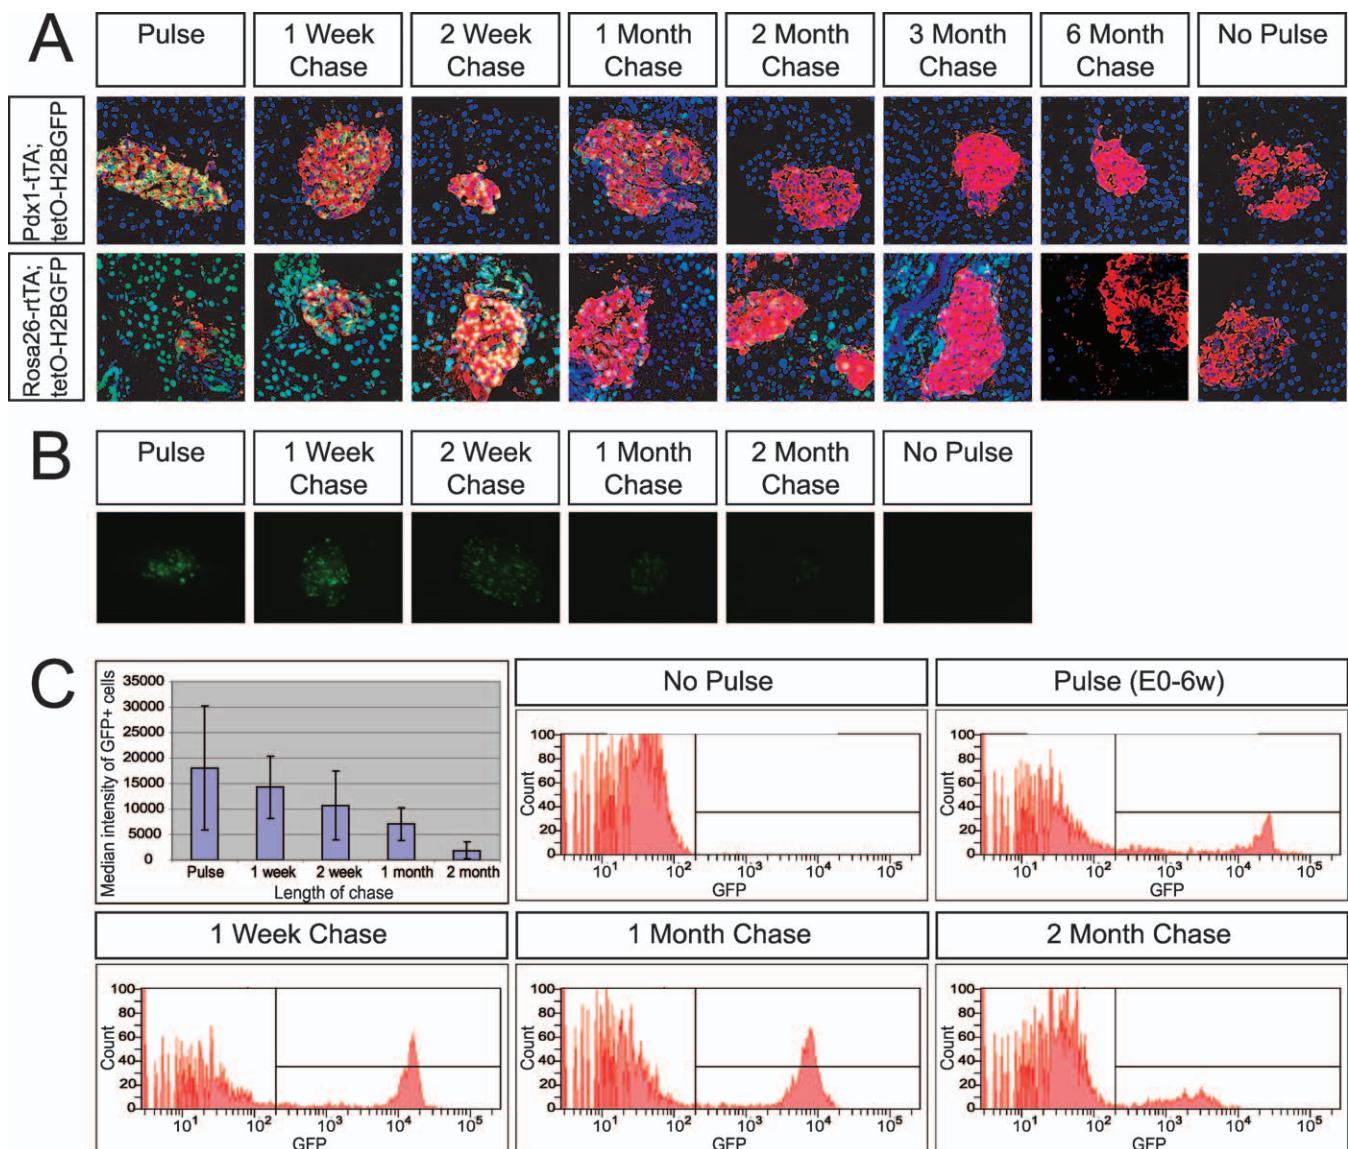 A
Pulse
1 Week
Chase
2 Week
Chase
1 Month
Chase
2 Month
Chase
3 Month
Chase
6 Month
Chase
No Pulse
Pdx1-tTA;
tetO-H2BGFP
Rosa26-rtTA;
tetO-H2BGFP
B
Pulse
1 Week
Chase
2 Week
Chase
1 Month
Chase
2 Month
Chase
No Pulse
C
Median intensity of GFP+ cells
35000
30000
25000
20000
15000
10000
5000
0
Pulse 1 week 2 week 1 month 2 month
Length of chase
No Pulse
Count
100
80
60
40
20
0
10¹ 10² 10³ 10⁴ 10⁵
GFP
Pulse (E0-6w)
Count
100
80
60
40
20
0
10¹ 10² 10³ 10⁴ 10⁵
GFP
1 Week Chase
Count
100
80
60
40
20
0
10¹ 10² 10³ 10⁴ 10⁵
GFP
1 Month Chase
Count
100
80
60
40
20
0
10¹ 10² 10³ 10⁴ 10⁵
GFP
2 Month Chase
Count
100
80
60
40
20
0
10¹ 10² 10³ 10⁴ 10⁵
GFP